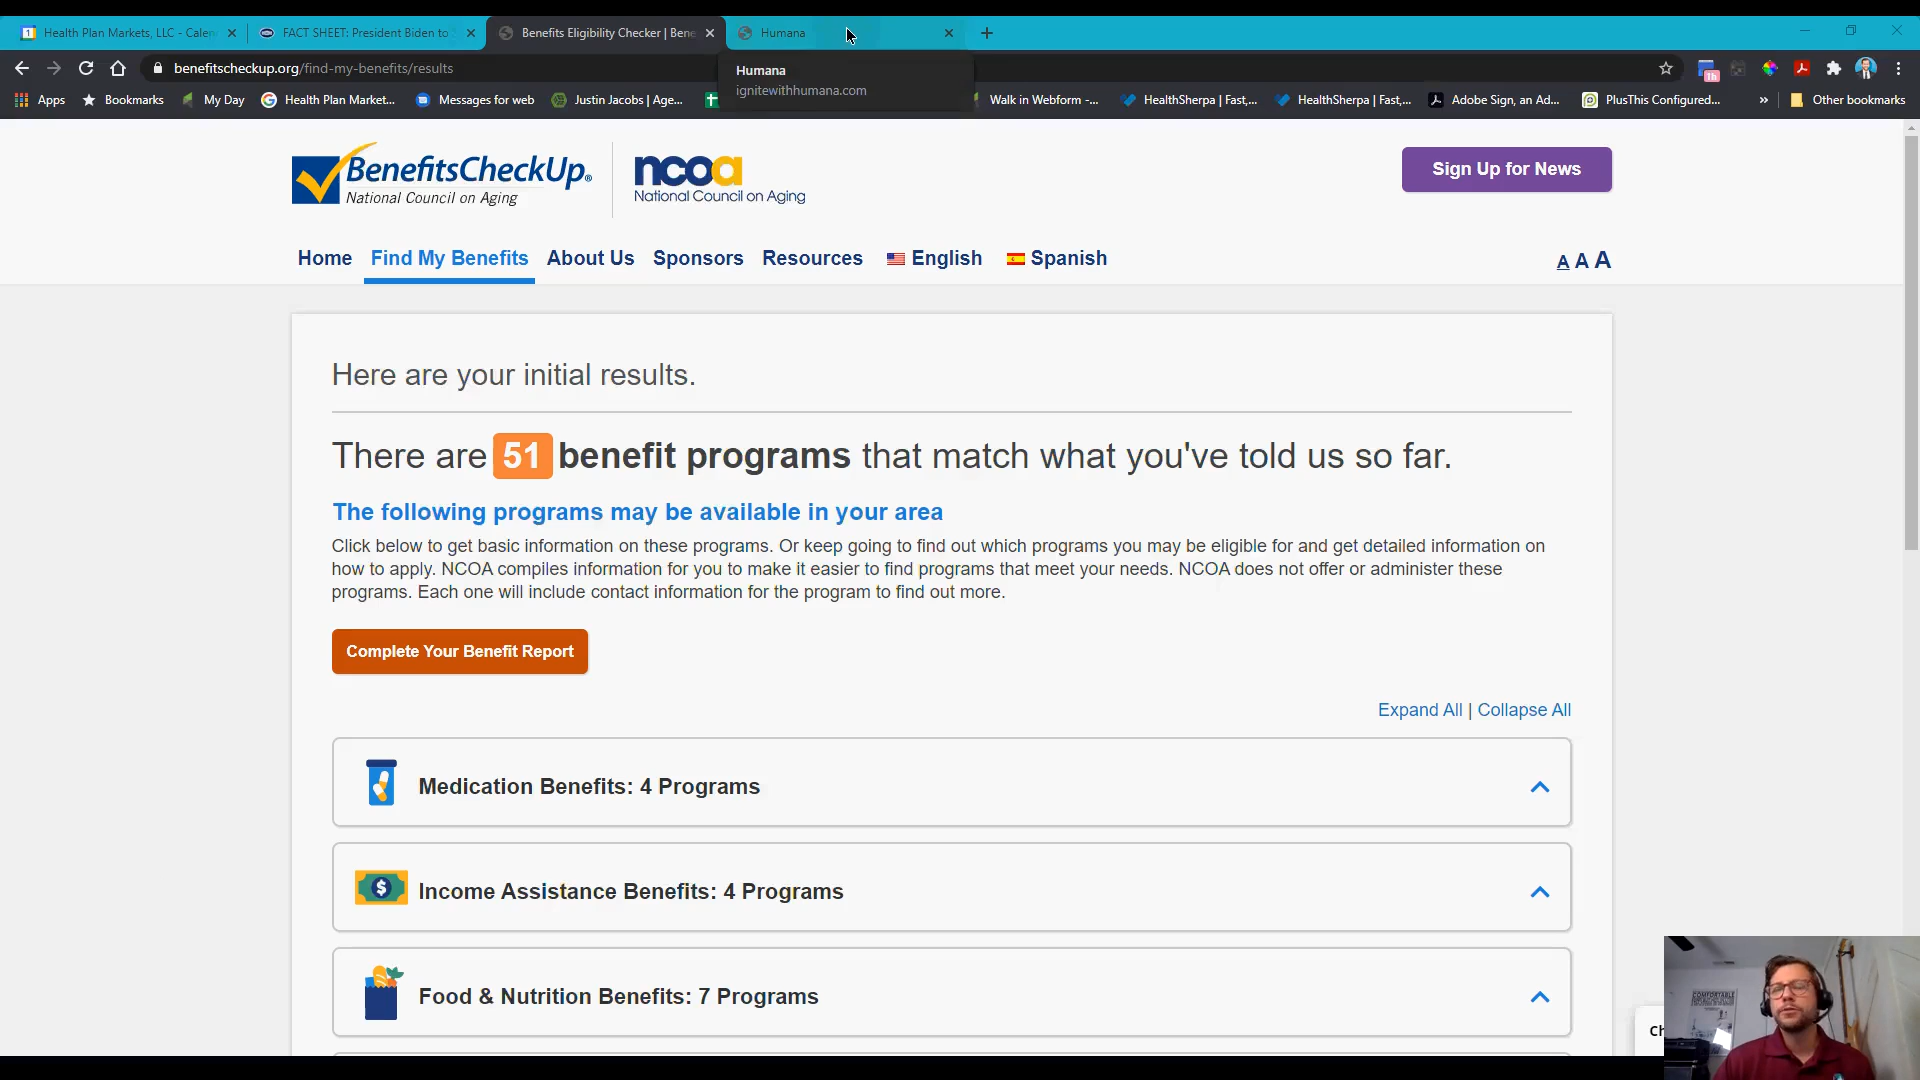 Health Plan Markets, LLC - Calen
FACT SHEET: President Biden to
Benefits Eligibility Checker | Bene
Humana
benefitscheckup.org/find-my-benefits/results
Humana
ignitewithhumana.com
1h
Apps
Bookmarks
My Day
Health Plan Market...
Messages for web
Justin Jacobs | Age...
Walk in Webform -...
HealthSherpa | Fast,...
HealthSherpa | Fast,...
Adobe Sign, an Ad...
PlusThis Configured...
»
Other bookmarks
BenefitsCheckUp®
National Council on Aging
ncoa
National Council on Aging
Sign Up for News
Home
Find My Benefits
About Us
Sponsors
Resources
English
Spanish
A A A
Here are your initial results.
There are 51 benefit programs that match what you've told us so far.
The following programs may be available in your area
Click below to get basic information on these programs. Or keep going to find out which programs you may be eligible for and get detailed information on
how to apply. NCOA compiles information for you to make it easier to find programs that meet your needs. NCOA does not offer or administer these
programs. Each one will include contact information for the program to find out more.
Complete Your Benefit Report
Expand All | Collapse All
Medication Benefits: 4 Programs
Income Assistance Benefits: 4 Programs
Food & Nutrition Benefits: 7 Programs
Ch
COMFORTABLE